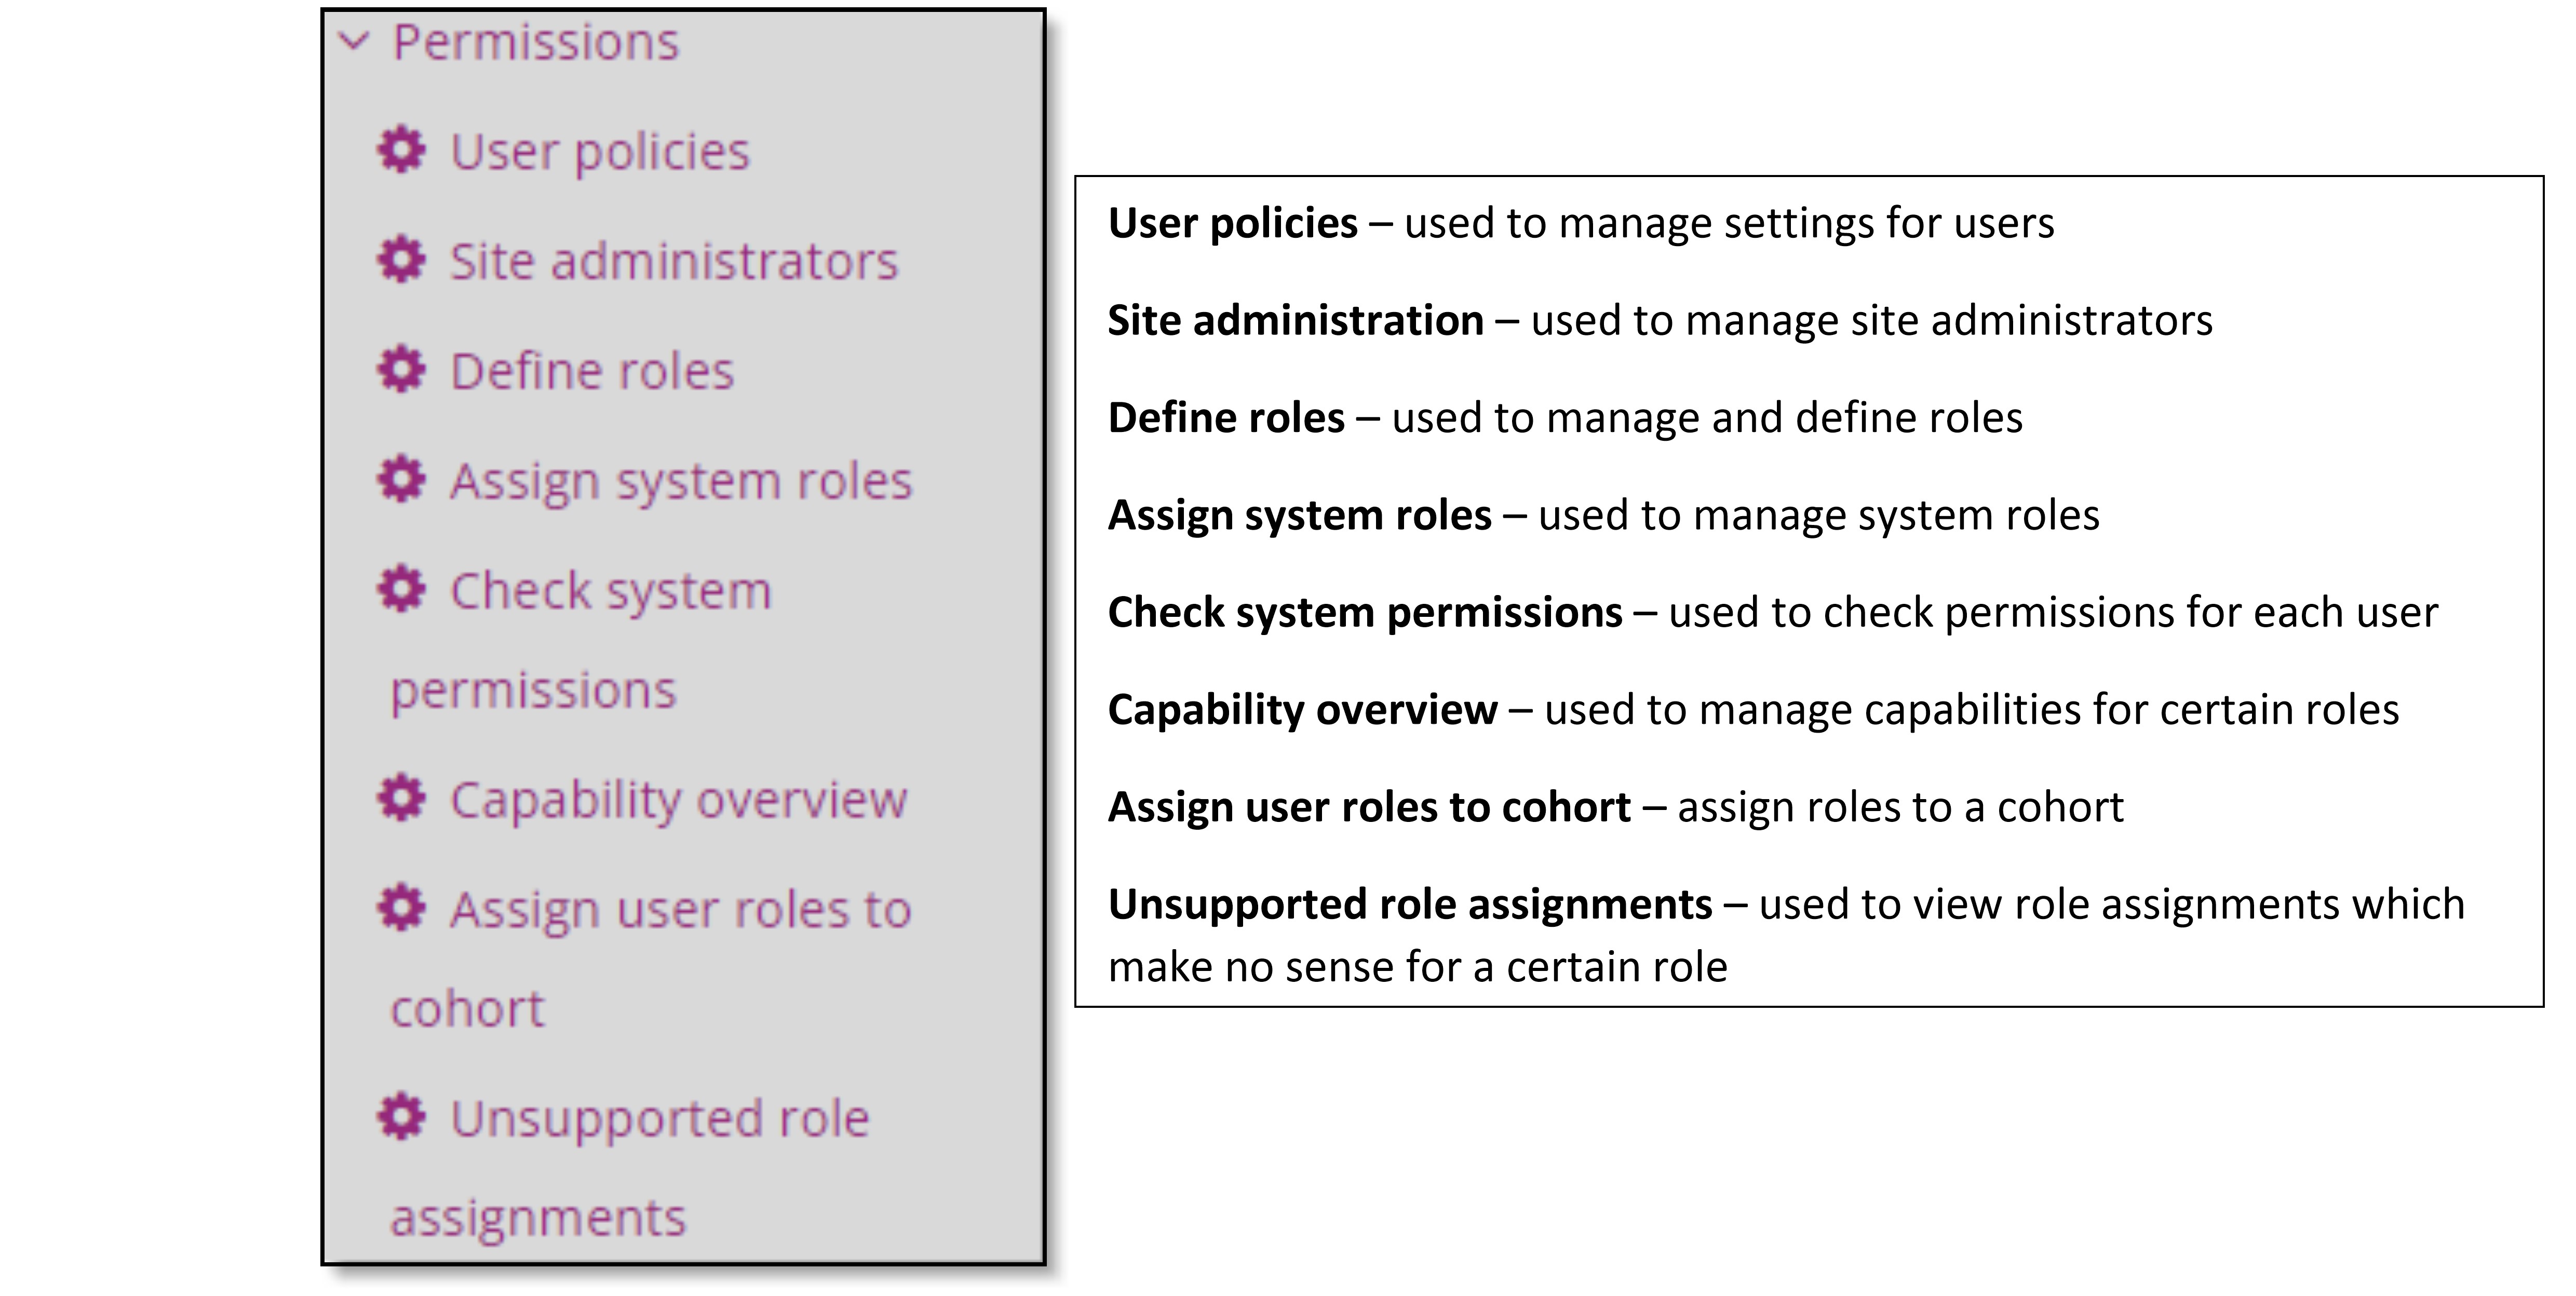 Permissions
User policies
Site administrators
Define roles
Assign system roles
Check system
permissions
Capability overview
Assign user roles to
cohort
Unsupported role
assignments
User policies – used to manage settings for users
Site administration – used to manage site administrators
Define roles – used to manage and define roles
Assign system roles – used to manage system roles
Check system permissions – used to check permissions for each user
Capability overview – used to manage capabilities for certain roles
Assign user roles to cohort – assign roles to a cohort
Unsupported role assignments – used to view role assignments which
make no sense for a certain role